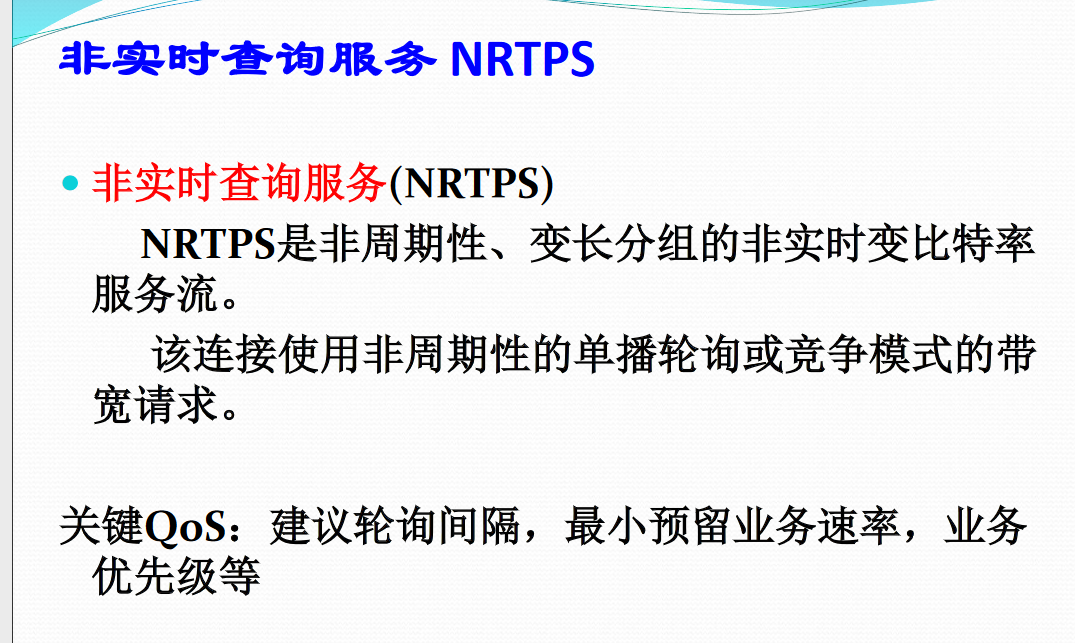 非实时查询服务 NRTPS
• 非实时查询服务(NRTPS)
NRTPS是非周期性、变长分组的非实时变比特率
服务流。
该连接使用非周期性的单播轮询或竞争模式的带
宽请求。
关键QoS：建议轮询间隔，最小预留业务速率，业务
优先级等